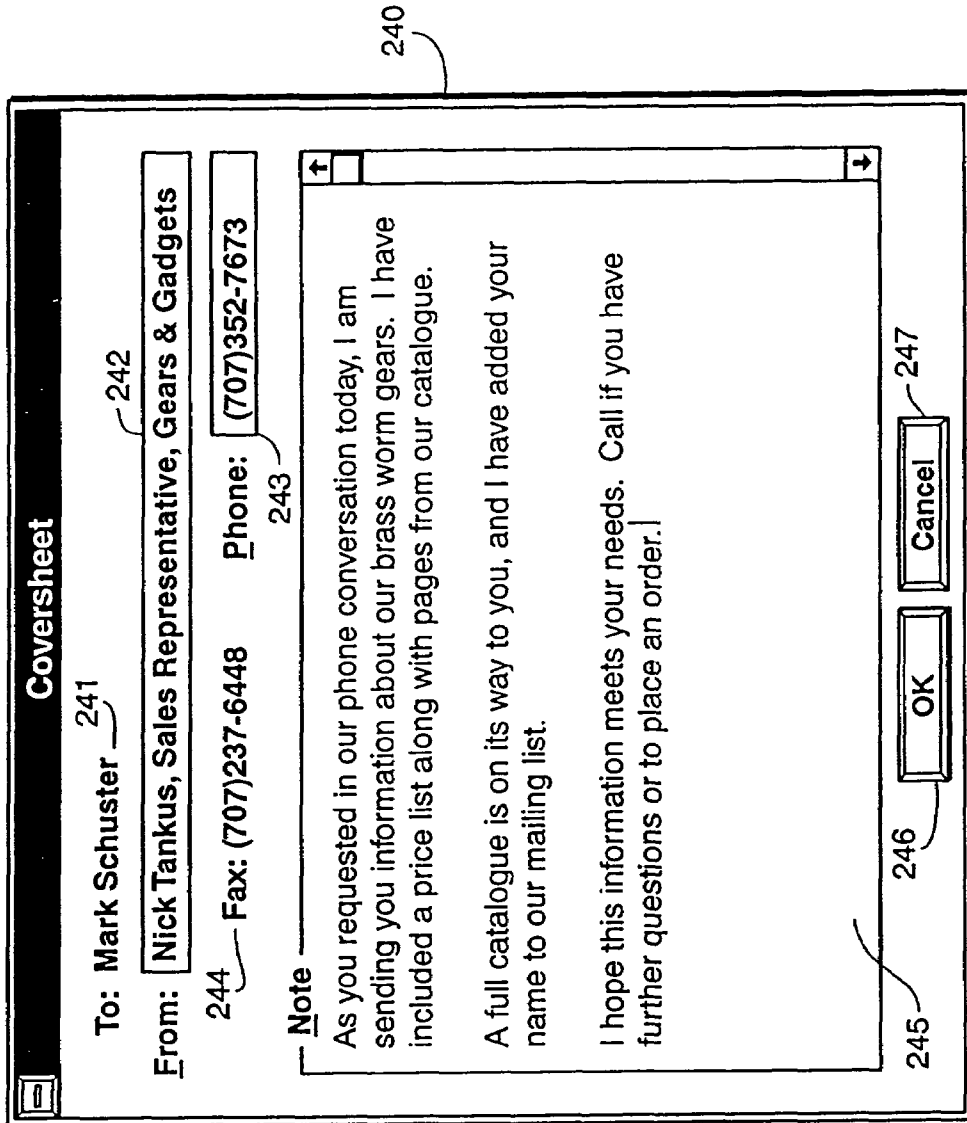 Coversheet
To: Mark Schuster 241
From: Nick Tankus, Sales Representative, Gears & Gadgets
242
244 Fax: (707)237-6448 Phone: (707)352-7673
243
Note
As you requested in our phone conversation today, I am
sending you information about our brass worm gears. I have
included a price list along with pages from our catalogue.
A full catalogue is on its way to you, and I have added your
name to our mailing list.
I hope this information meets your needs. Call if you have
further questions or to place an order.
245
246 OK Cancel 247
240